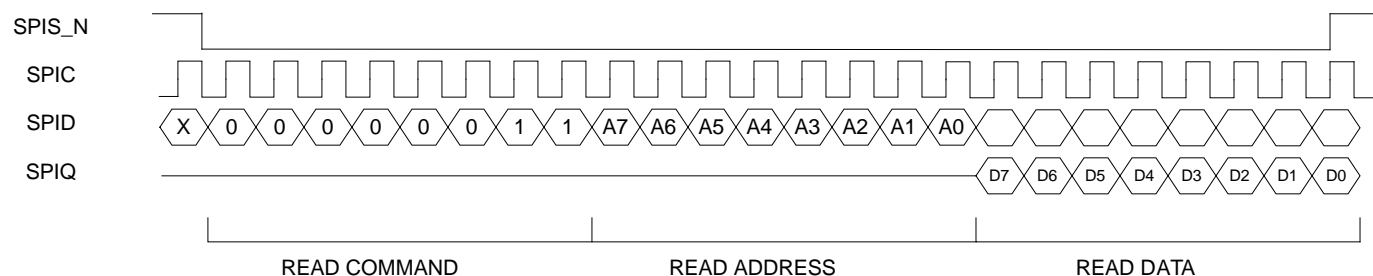 SPIS_N
SPIC
SPID X 0 0 0 0 0 0 1 1 A7 A6 A5 A4 A3 A2 A1 A0
SPIQ D7 D6 D5 D4 D3 D2 D1 D0
READ COMMAND READ ADDRESS READ DATA